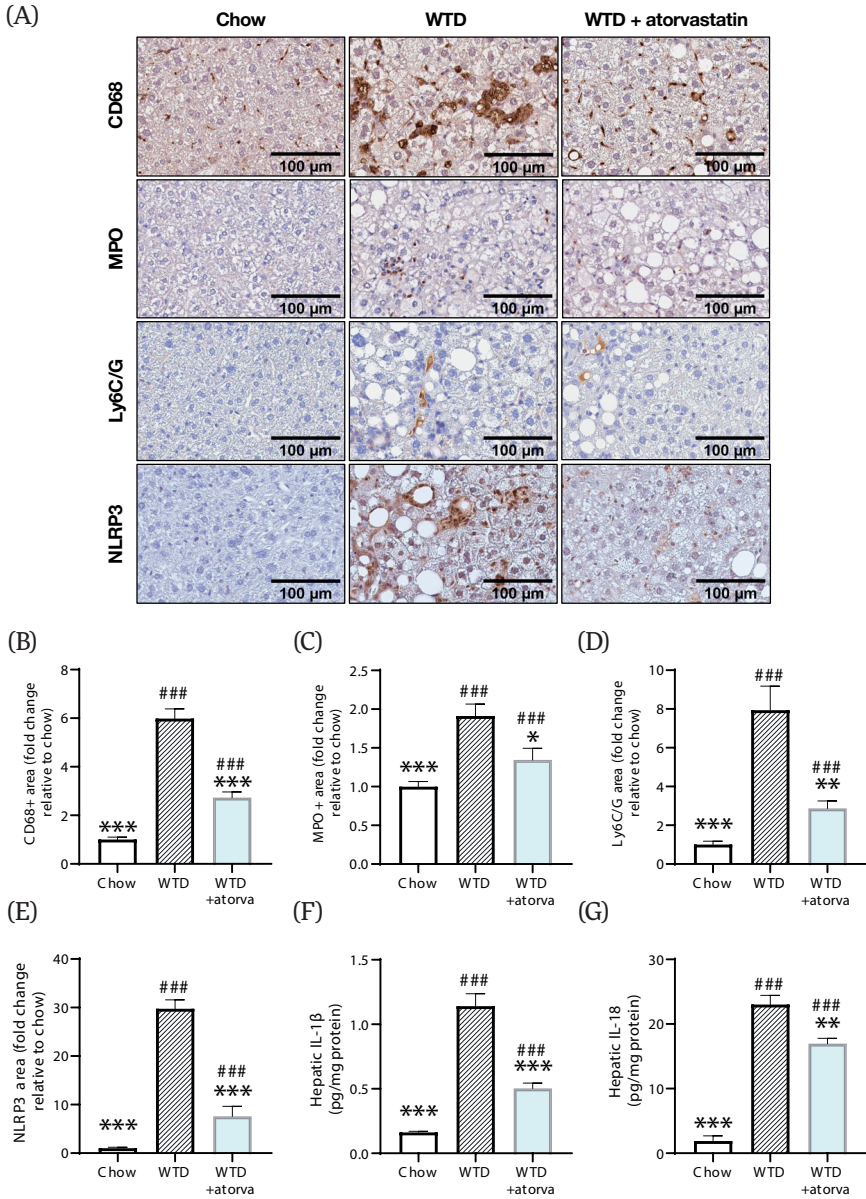 (A)
Chow WTD WTD + atorvastatin
CD68
100 µm 100 µm 100 µm
MPO
100 µm 100 µm 100 µm
Ly6C/G
100 µm 100 µm 100 µm
NLRP3
100 µm 100 µm 100 µm
(B)
CD68+ area (fold change
relative to chow)
8
6
4
2
0
###
###
***
***
Chow WTD WTD
+atorva
(C)
MPO + area (fold change
relative to chow)
2.5
2.0
1.5
1.0
0.5
0.0
###
###
*
***
Chow WTD WTD
+atorva
(D)
Ly6C/G area (fold change
relative to chow)
10
8
6
4
2
0
###
###
**
***
Chow WTD WTD
+atorva
(E)
NLRP3 area (fold change
relative to chow)
40
30
20
10
0
###
###
***
***
Chow WTD WTD
+atorva
(F)
Hepatic IL-1β
(pg/mg protein)
1.5
1.0
0.5
0.0
###
###
***
***
Chow WTD WTD
+atorva
(G)
Hepatic IL-18
(pg/mg protein)
30
20
10
0
###
###
**
***
Chow WTD WTD
+atorva